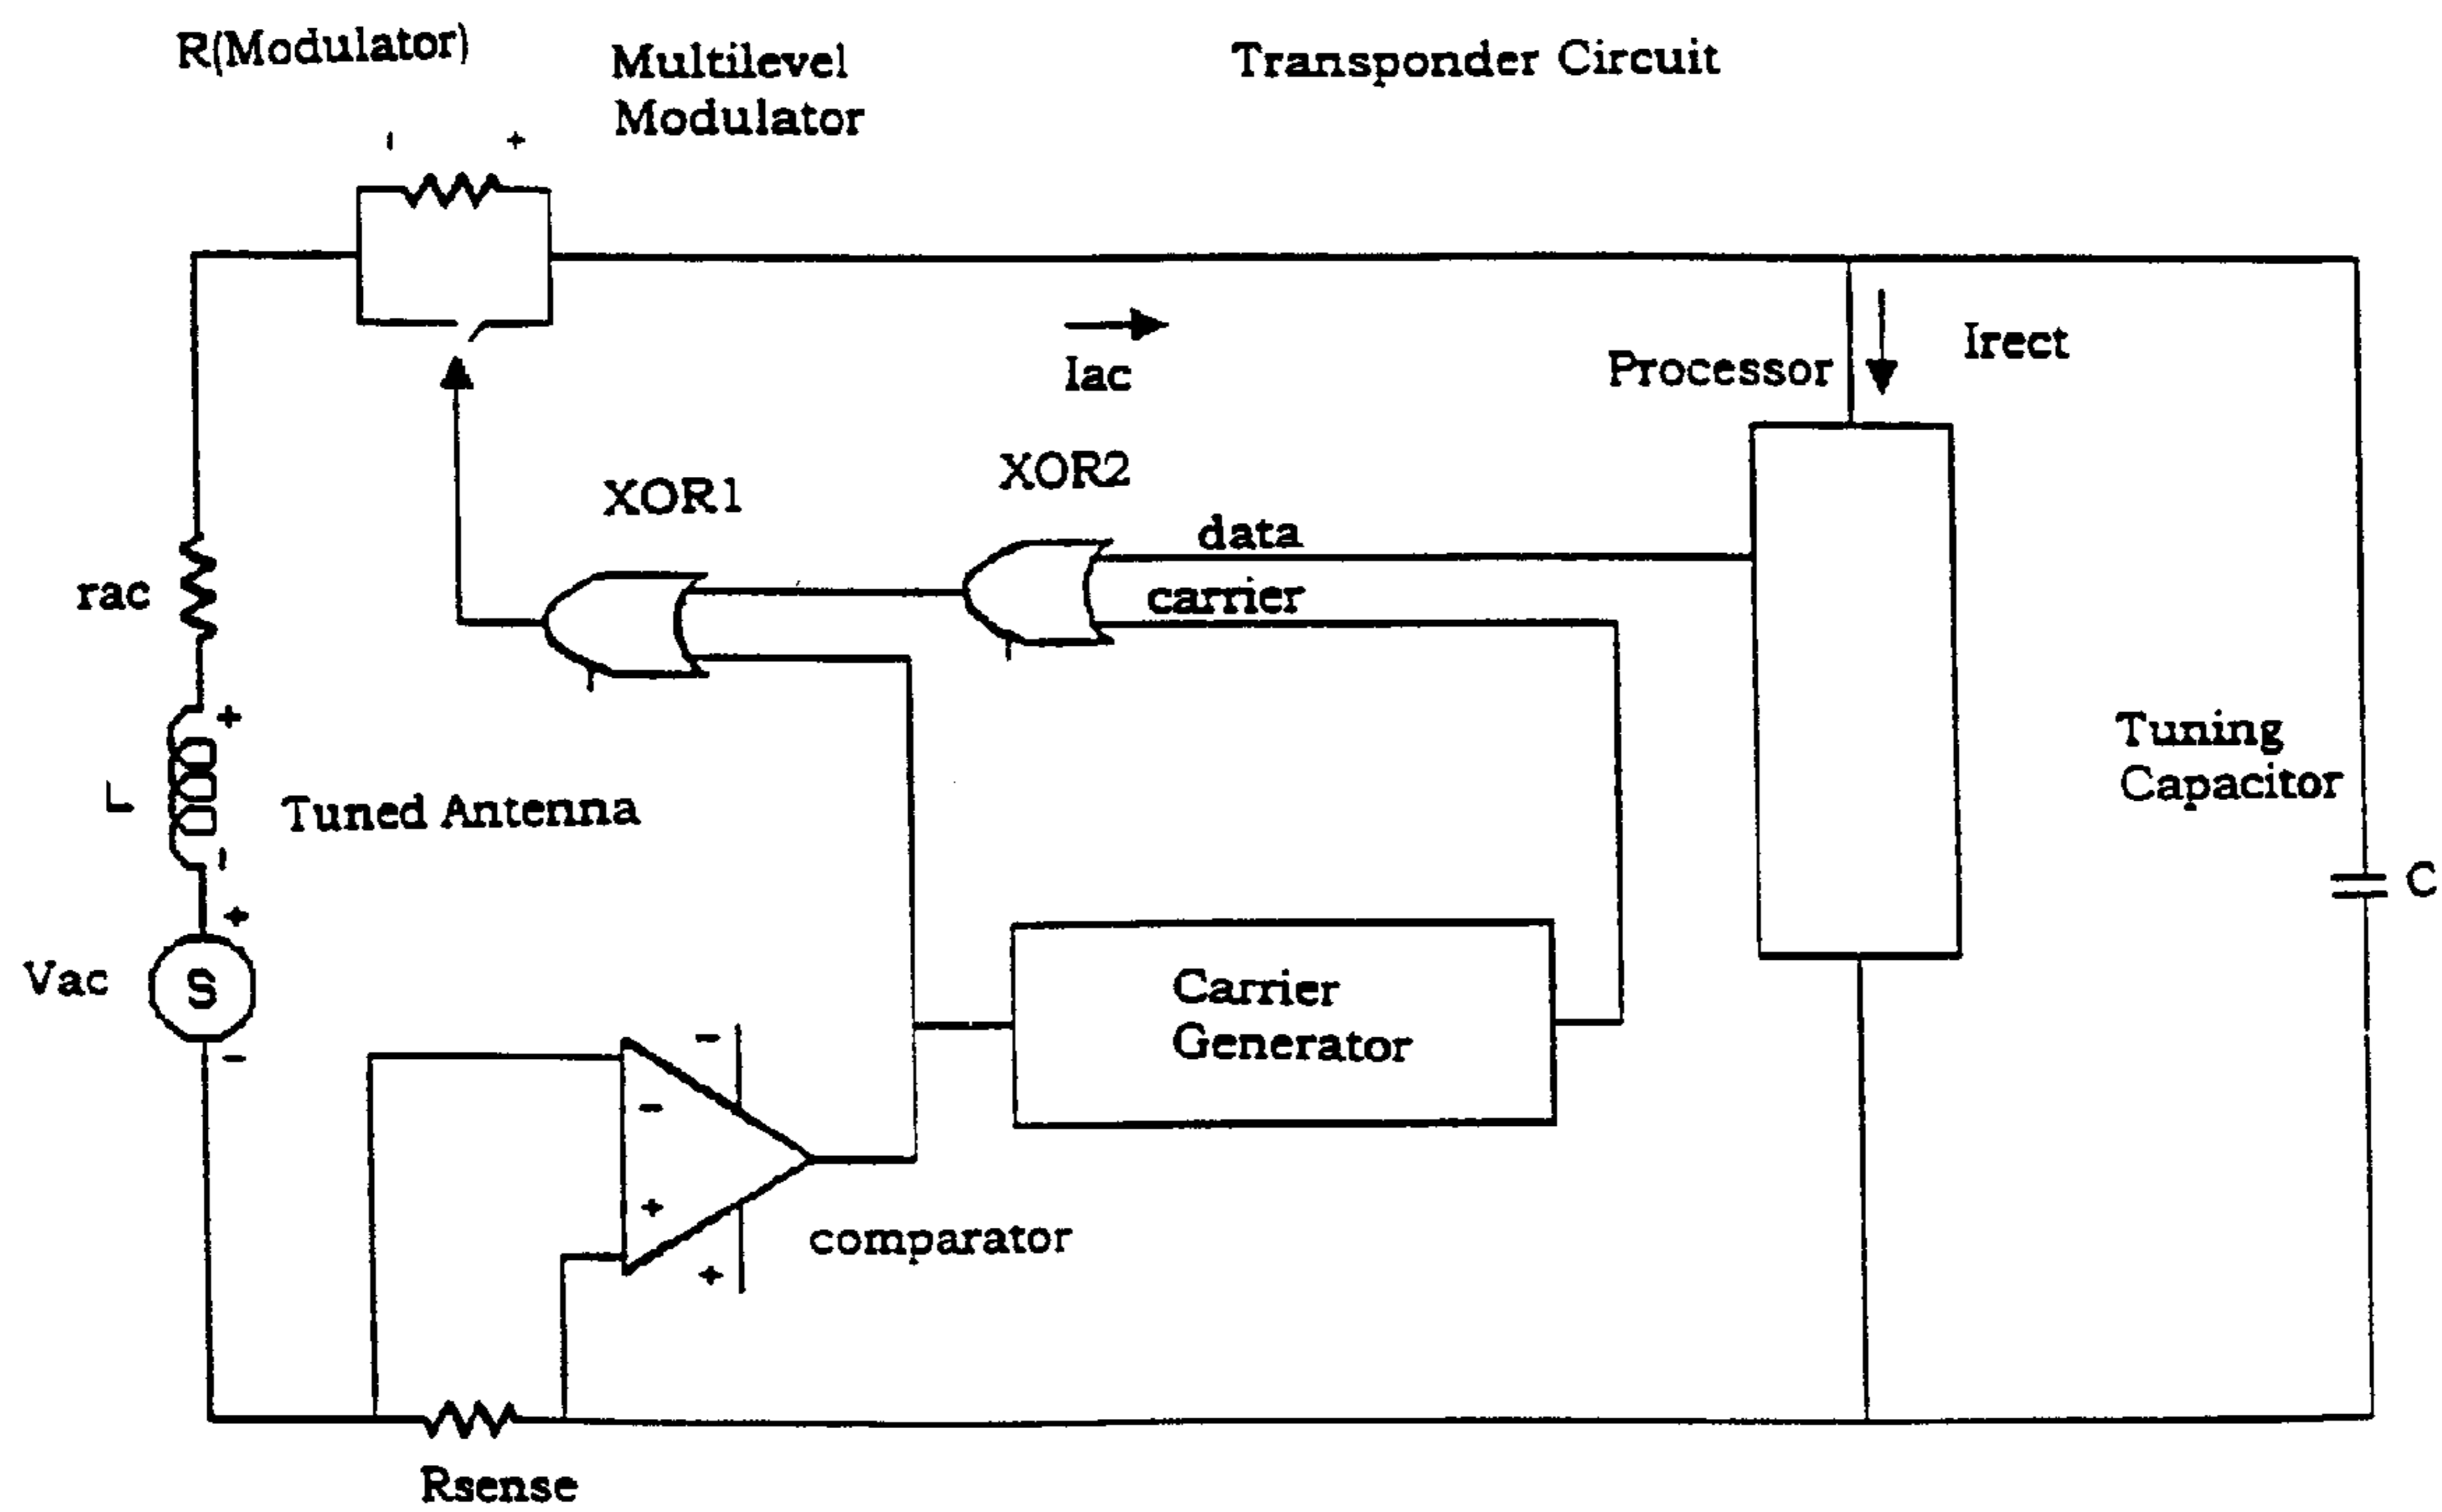 R(Modulator)
Multilevel
Modulator
Transponder Circuit
- +
Iac
Irect
Processor
XOR1
XOR2
data
carrier
rac
+
L
Tuned Antenna
-
+
Vac
S
-
Tuning
Capacitor
C
Carrier
Generator
-
-
+
+
comparator
Rsense